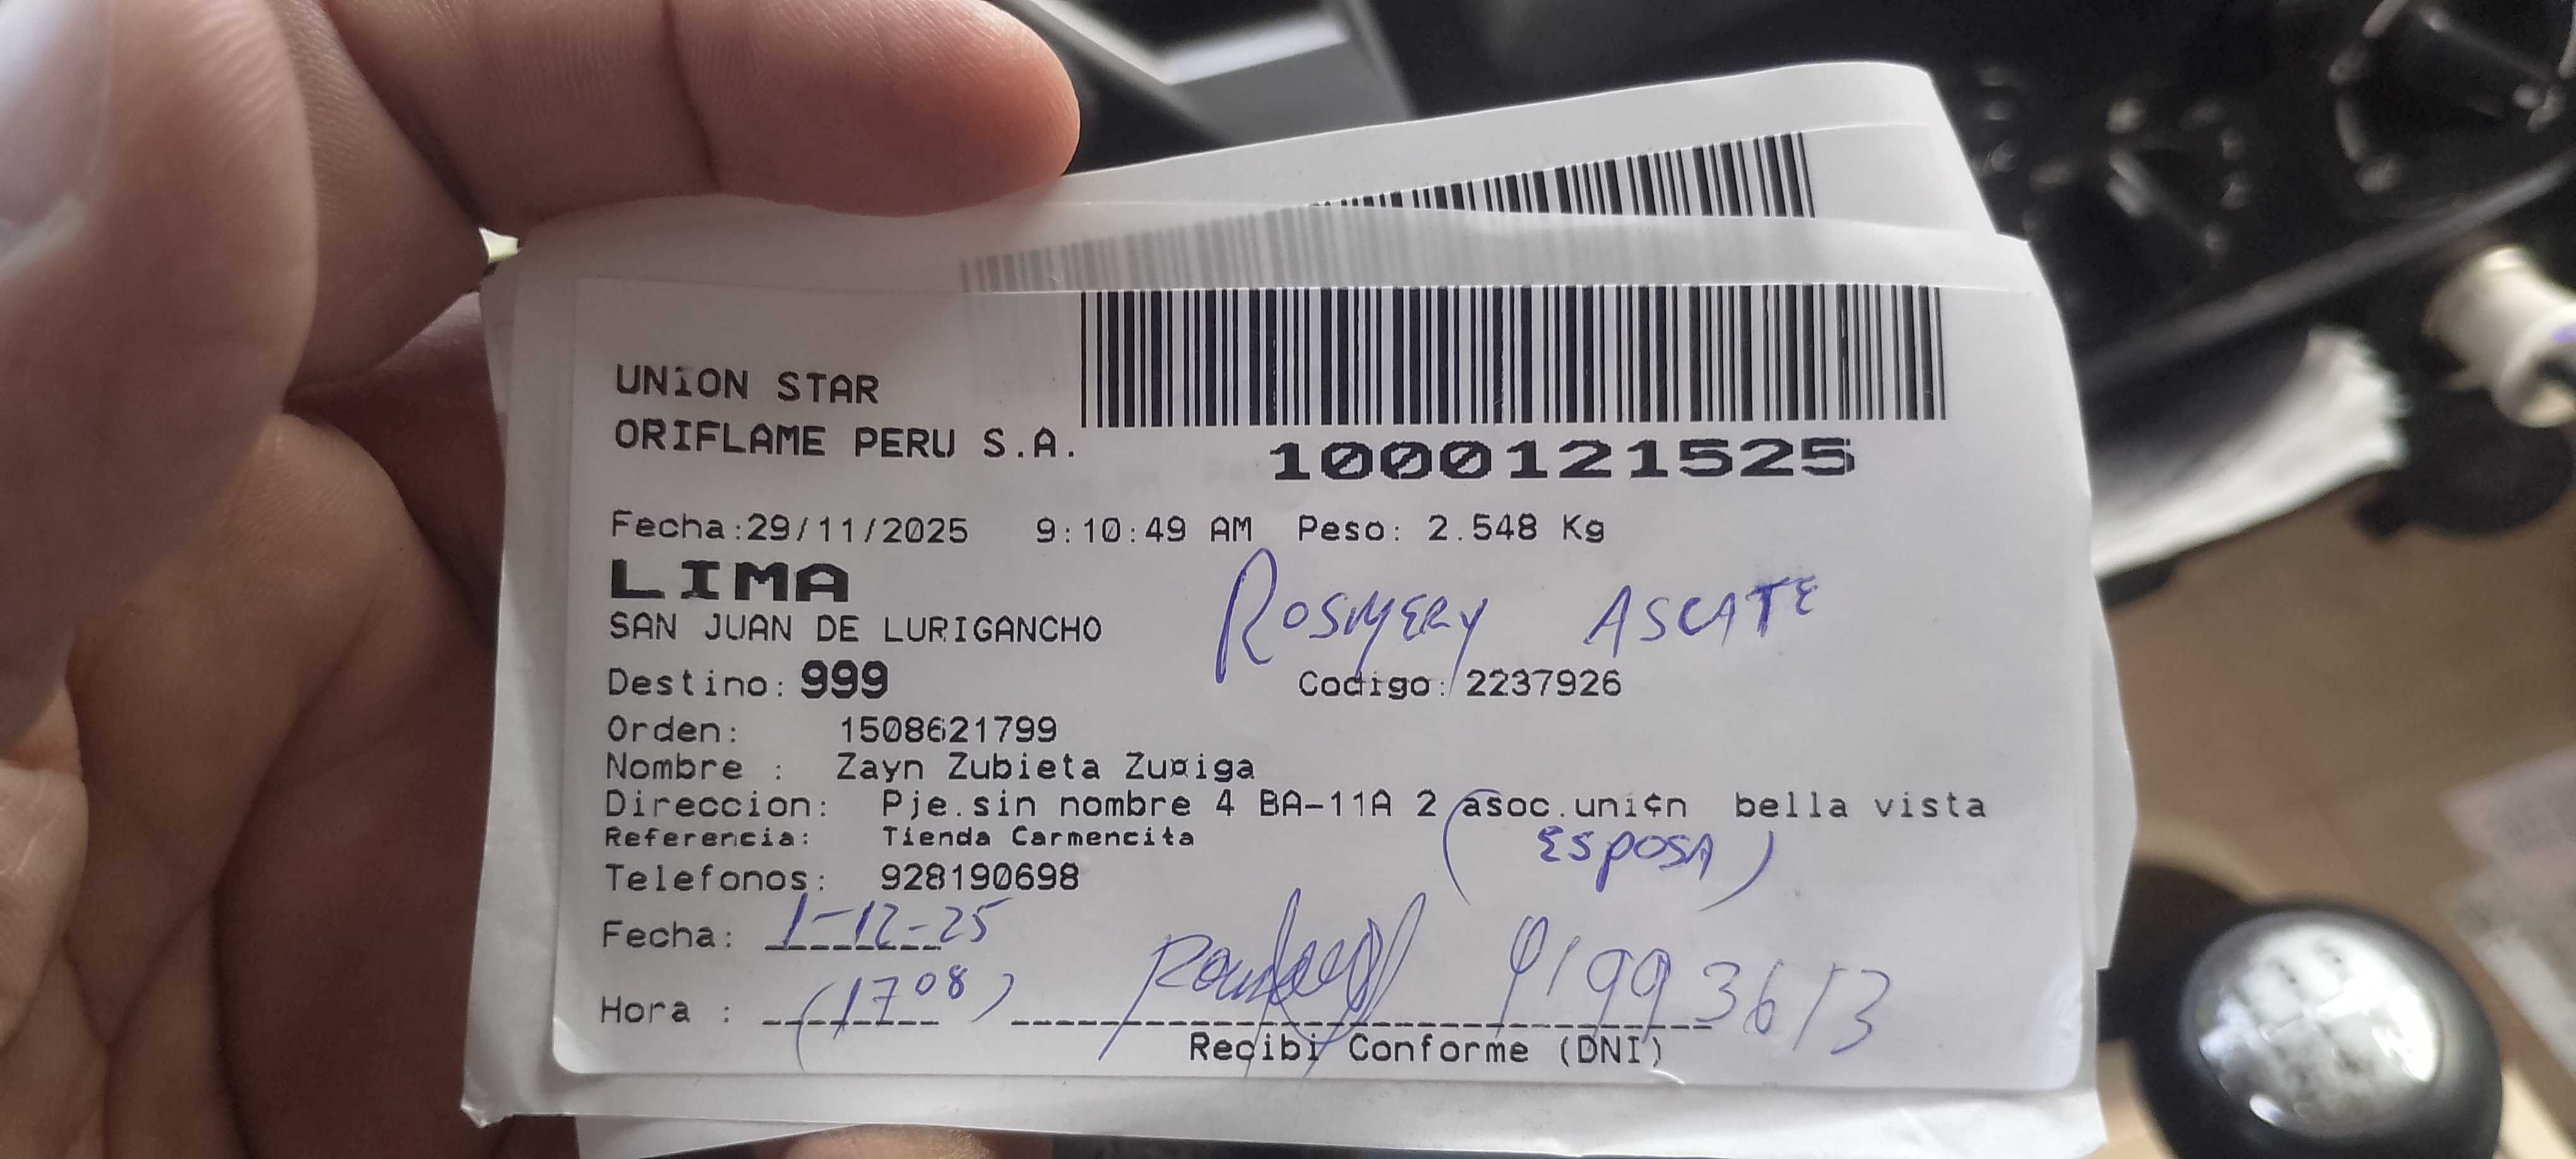 UNiON STAR
ORIFLAME PERU S.A.
1000121525
Fecha:29/11/2025 9:10:49 AM Peso: 2.548 Kg
LIMA
ROSMERY ASCATE
SAN JUAN DE LURIGANCHO
Destino: 999 Codigo: 2237926
Orden: 1508621799
Nombre : Zayn Zubieta Zu¤iga
Direccion: Pje.sin nombre 4 BA-11A 2 asoc.uni¢n bella vista
Referencia: Tienda Carmencita
(ESPOSA)
Telefonos: 928190698
Fecha: 1-12-25
Hora : (17 08) 91993613
Recibi Conforme (DNI)